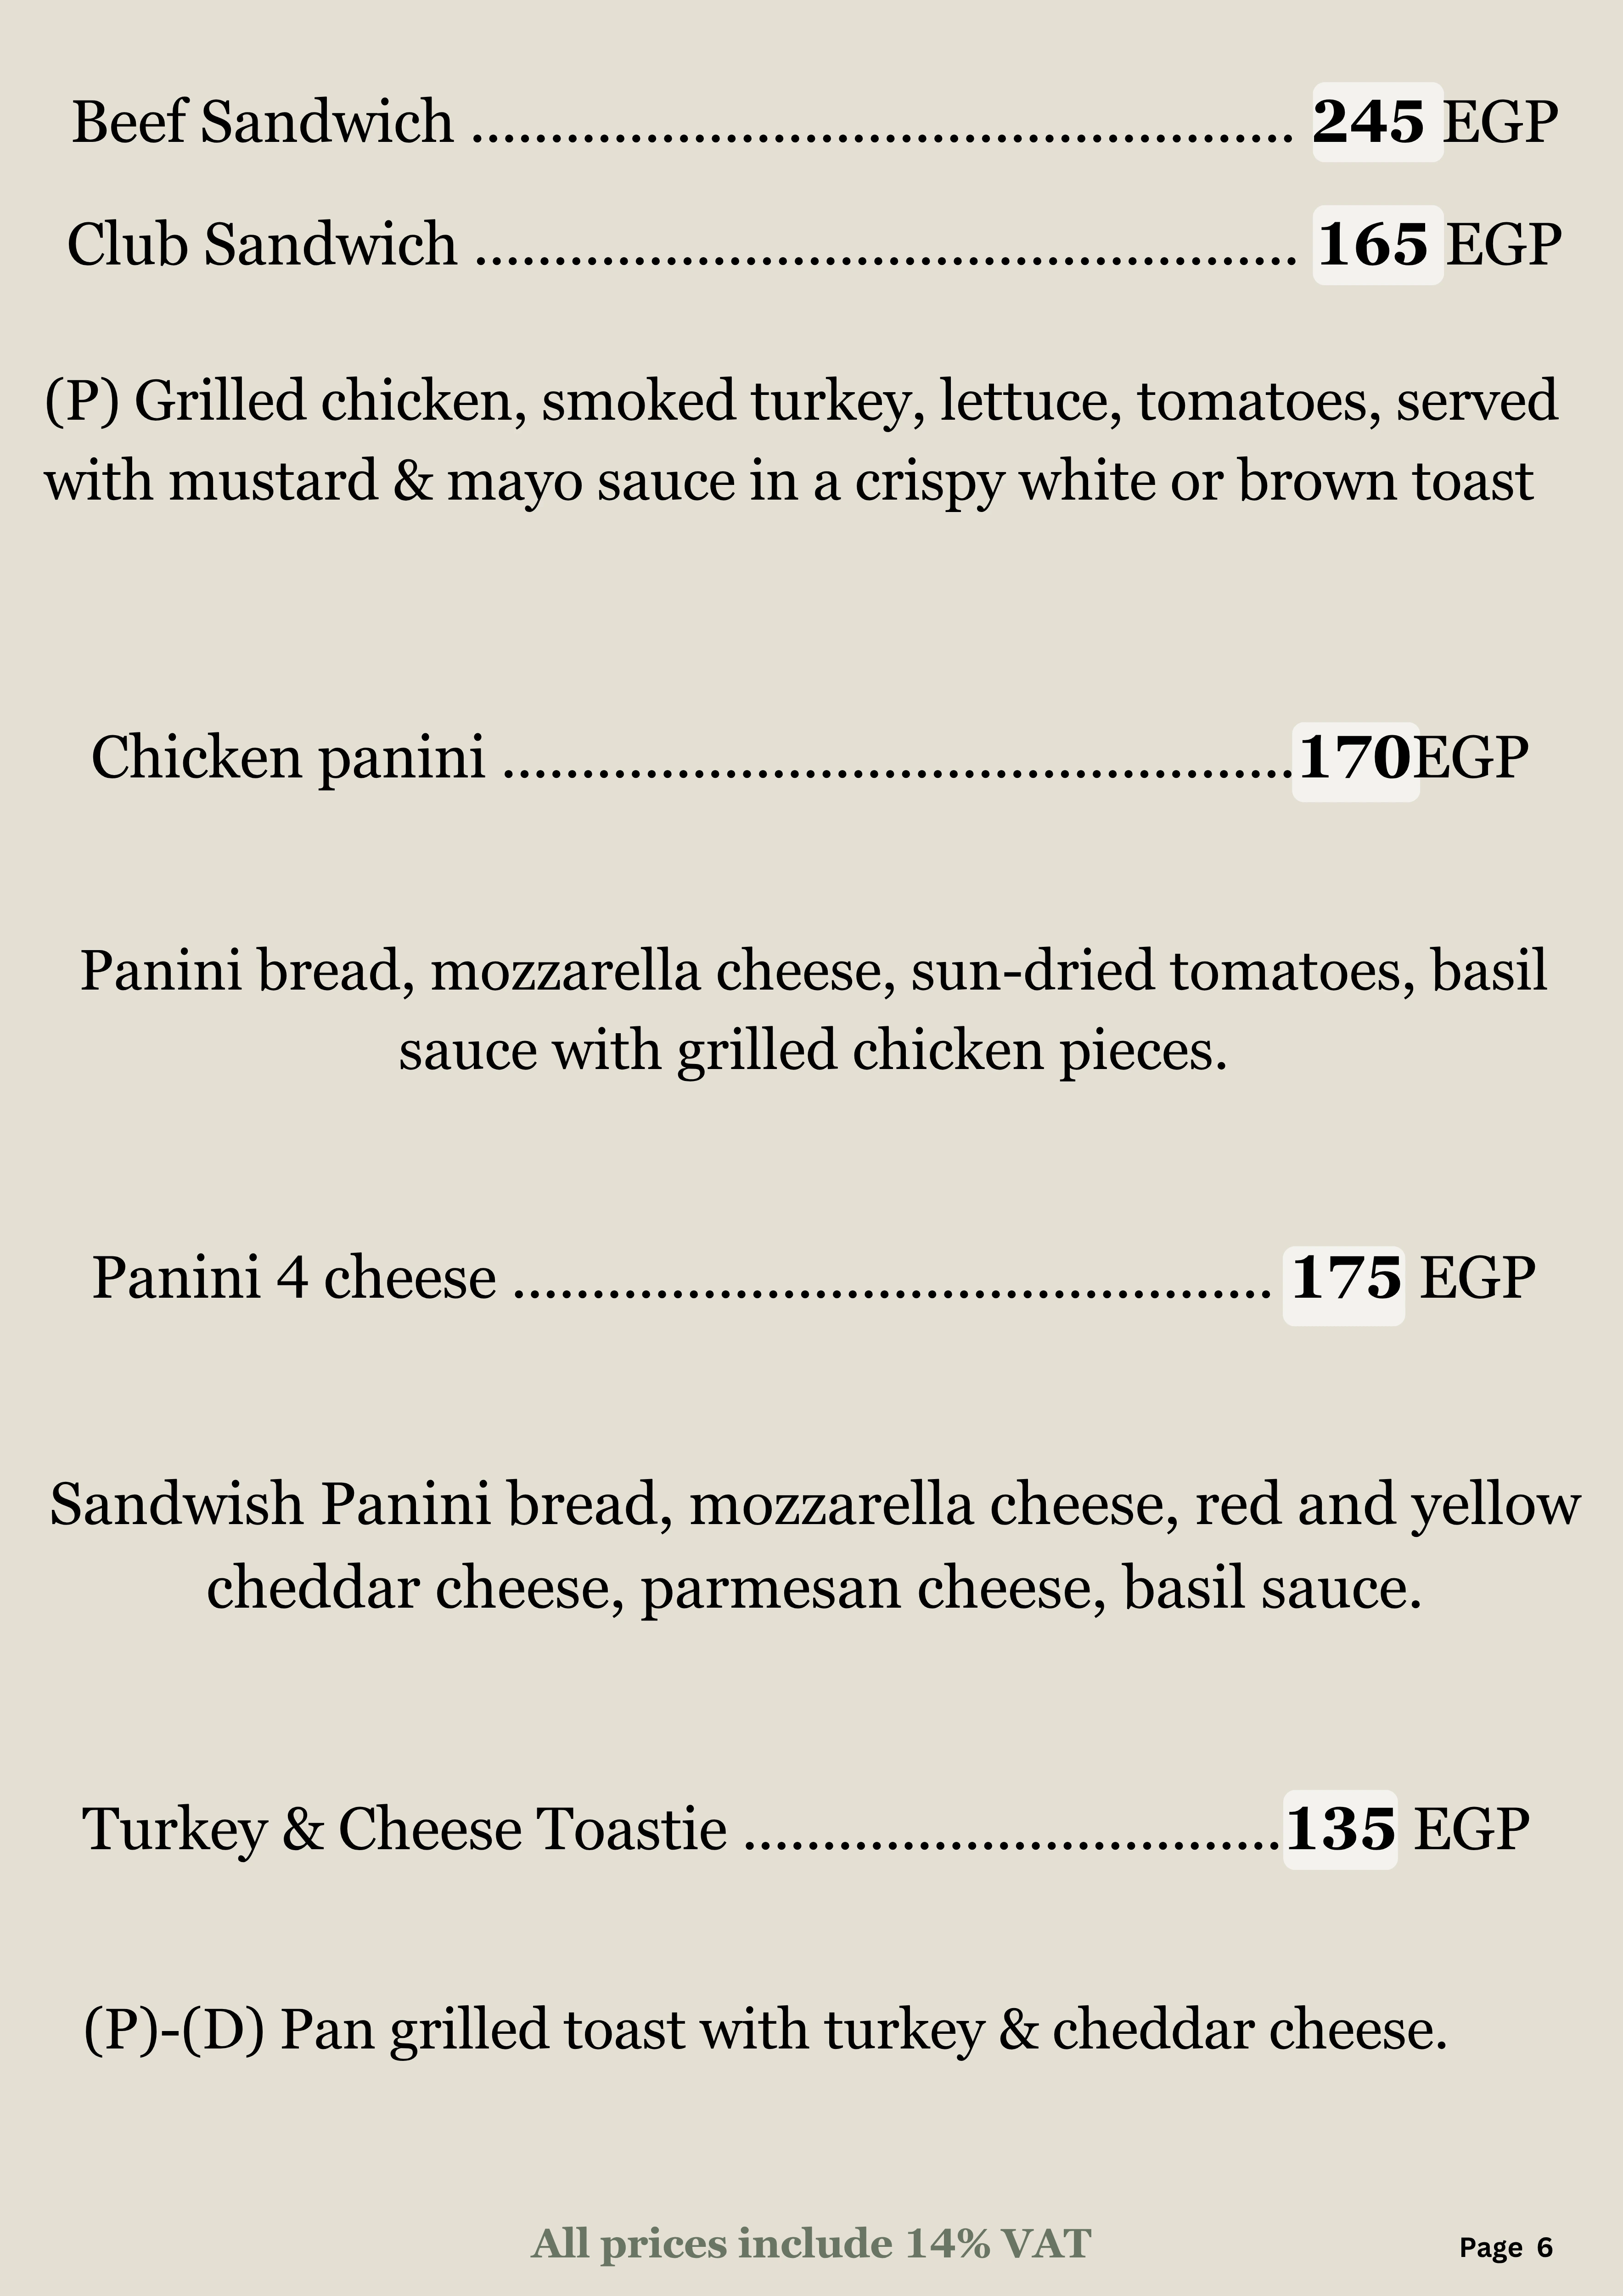 Beef Sandwich .................................................... 245 EGP
Club Sandwich .................................................... 165 EGP
(P) Grilled chicken, smoked turkey, lettuce, tomatoes, served
with mustard & mayo sauce in a crispy white or brown toast
Chicken panini ..................................................170EGP
Panini bread, mozzarella cheese, sun-dried tomatoes, basil
sauce with grilled chicken pieces.
Panini 4 cheese ................................................ 175 EGP
Sandwish Panini bread, mozzarella cheese, red and yellow
cheddar cheese, parmesan cheese, basil sauce.
Turkey & Cheese Toastie ..................................135 EGP
(P)-(D) Pan grilled toast with turkey & cheddar cheese.
All prices include 14% VAT
Page 6